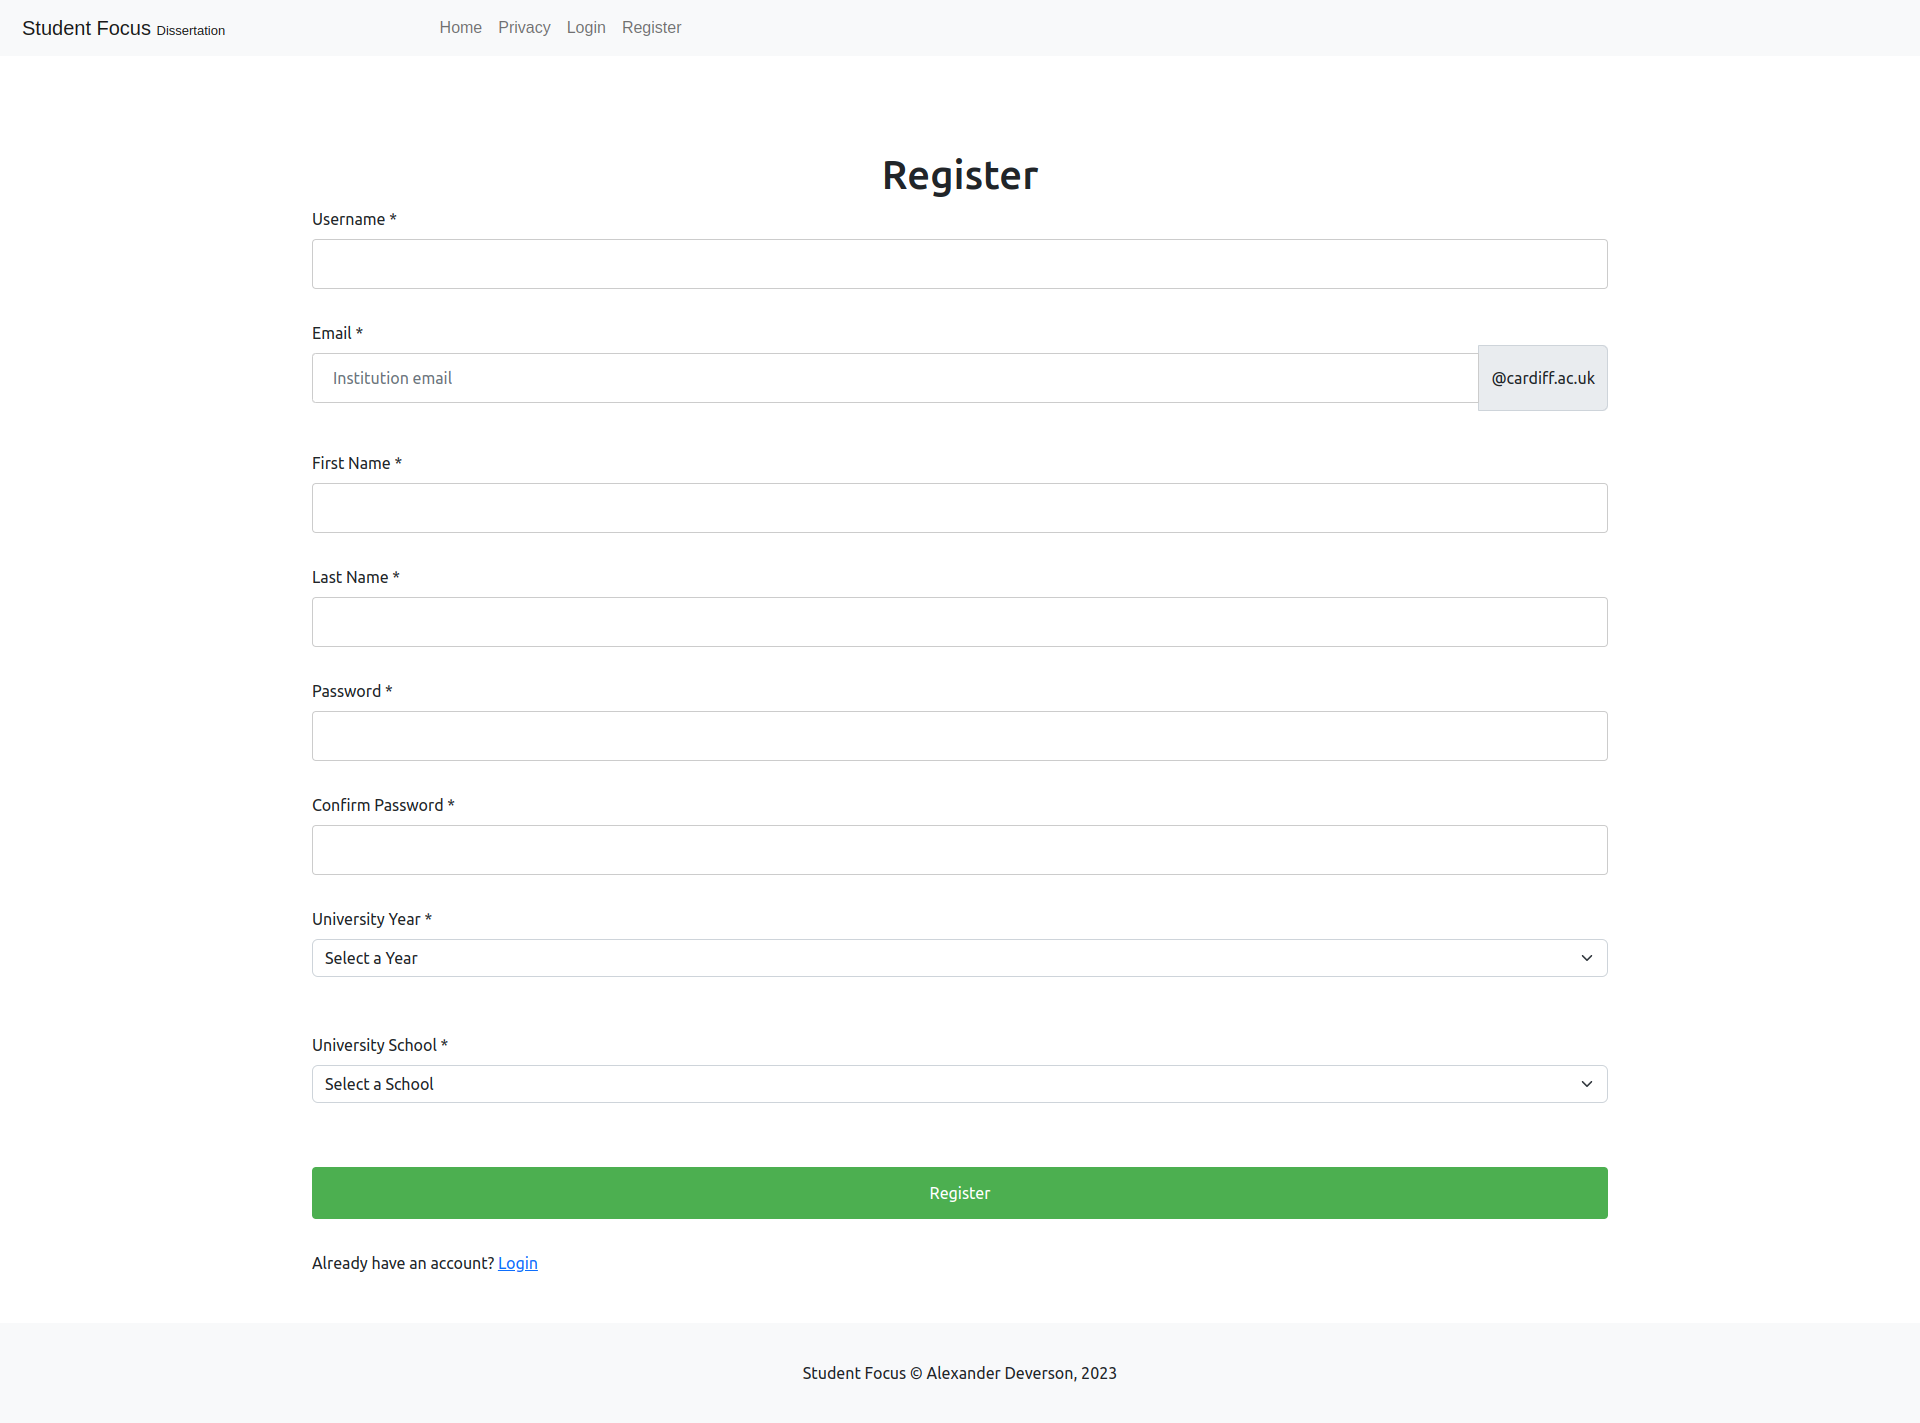 Student Focus Dissertation Home Privacy Login Register
Register
Username *
Email *
Institution email @cardiff.ac.uk
First Name *
Last Name *
Password *
Confirm Password *
University Year *
Select a Year
University School *
Select a School
Register
Already have an account? Login
Student Focus © Alexander Deverson, 2023